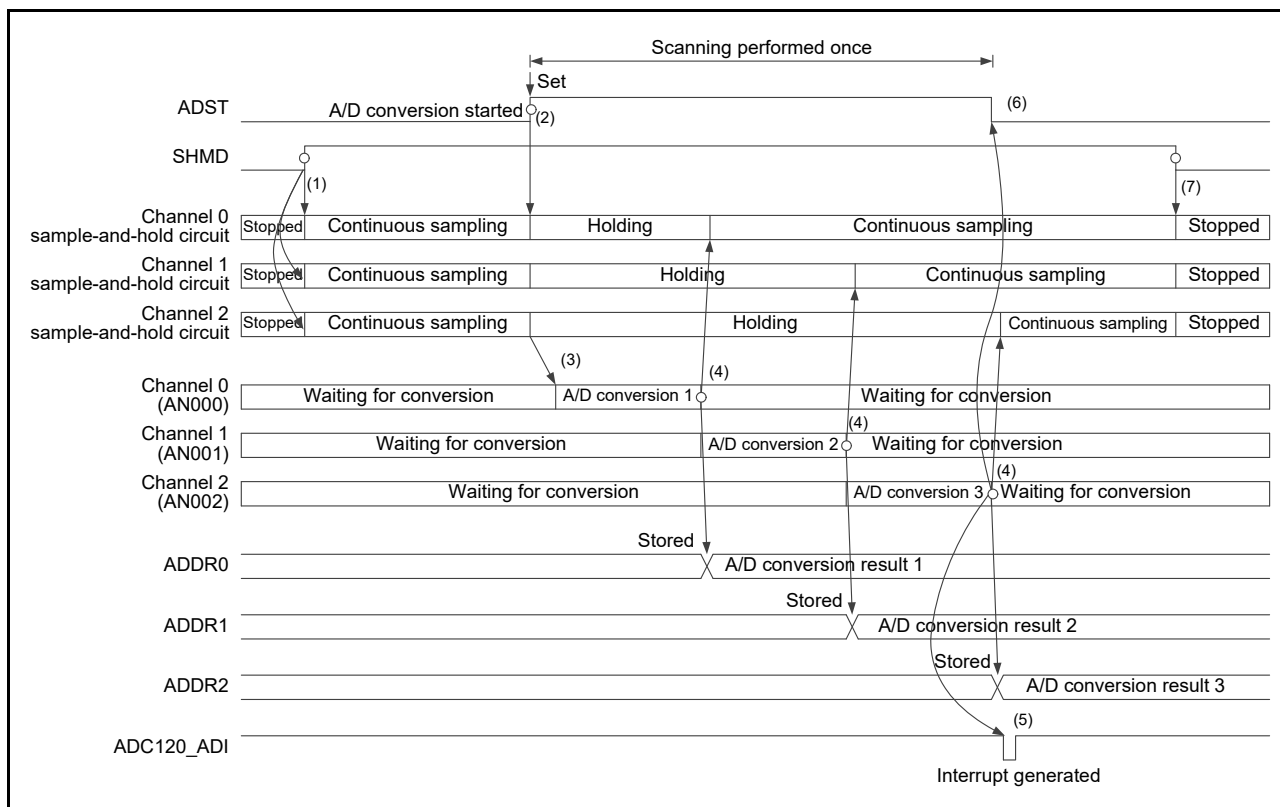 Scanning performed once
Set
ADST
A/D conversion started
(2)
(6)
SHMD
(1)
(7)
Channel 0
sample-and-hold circuit
Stopped
Continuous sampling
Holding
Continuous sampling
Stopped
Channel 1
sample-and-hold circuit
Stopped
Continuous sampling
Holding
Continuous sampling
Stopped
Channel 2
sample-and-hold circuit
Stopped
Continuous sampling
Holding
Continuous sampling
Stopped
(3)
Channel 0
(AN000)
Waiting for conversion
A/D conversion 1
(4)
Waiting for conversion
Channel 1
(AN001)
Waiting for conversion
A/D conversion 2
(4)
Waiting for conversion
Channel 2
(AN002)
Waiting for conversion
A/D conversion 3
(4)
Waiting for conversion
Stored
ADDR0
A/D conversion result 1
Stored
ADDR1
A/D conversion result 2
Stored
ADDR2
A/D conversion result 3
ADC120_ADI
(5)
Interrupt generated